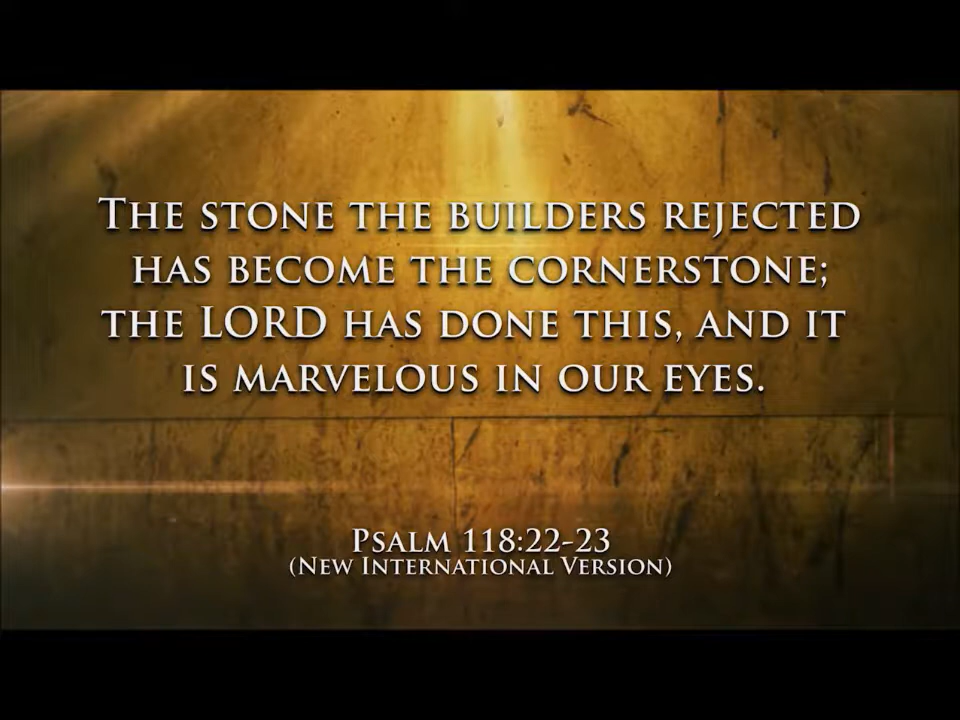 The stone the builders rejected
has become the cornerstone;
the LORD has done this, and it
is marvelous in our eyes.
Psalm 118:22-23
(New International Version)